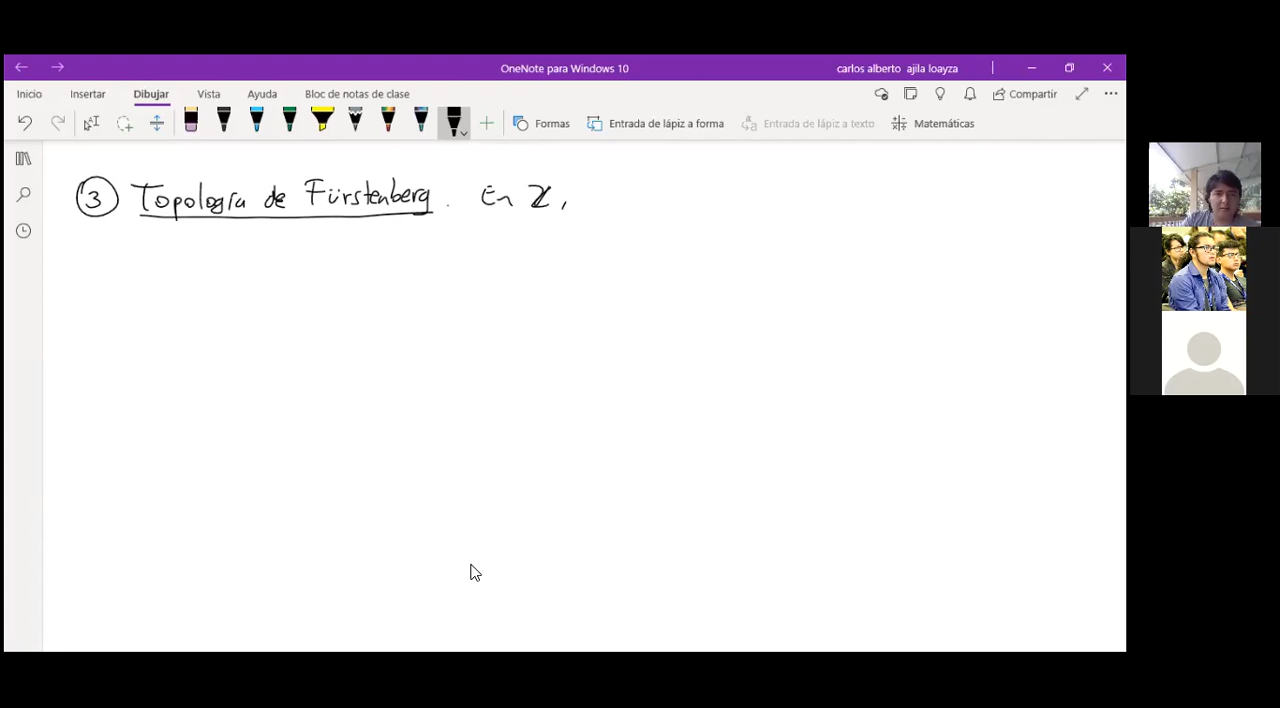 OneNote para Windows 10
carlos alberto ajila loayza
Inicio Insertar Dibujar Vista Ayuda Bloc de notas de clase
Compartir
Formas Entrada de lápiz a forma Entrada de lápiz a texto Matemáticas
3 Topología de Fürstenberg. En ℤ,